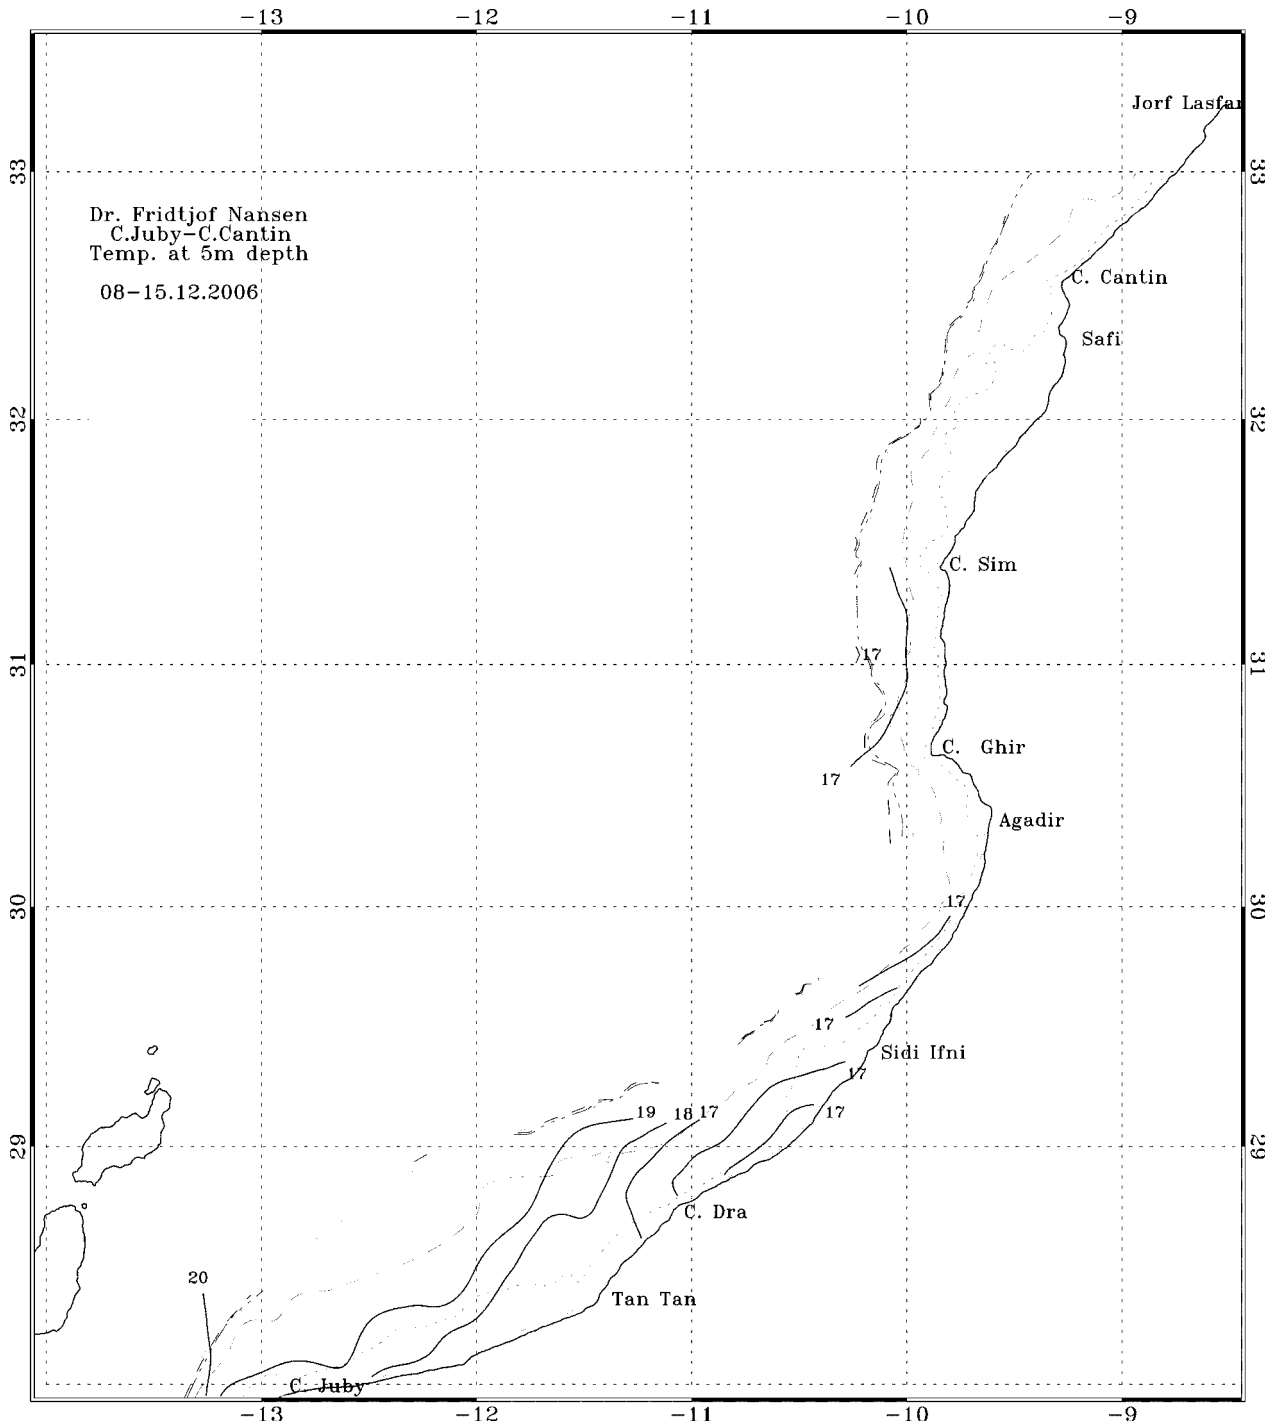 -13 -12 -11 -10 -9
Jorf Lasfar
33 33
Dr. Fridtjof Nansen
C.Juby-C.Cantin
Temp. at 5m depth
08-15.12.2006
C. Cantin
Safi
32 32
C. Sim
17
31 31
C. Ghir
17
Agadir
17
30 30
17
Sidi Ifni
17
19 18 17 17
29 29
C. Dra
20
Tan Tan
C. Juby
-13 -12 -11 -10 -9